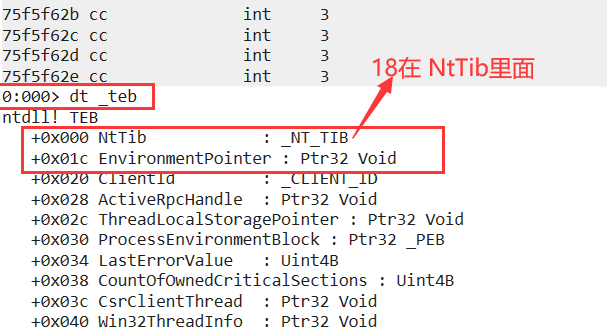 75f5f62b cc int 3
75f5f62c cc int 3
75f5f62d cc int 3
75f5f62e cc int 3
18在 NtTib里面
0:000> dt _teb
ntdll! TEB
+0x000 NtTib : _NT_TIB
+0x01c EnvironmentPointer : Ptr32 Void
+0x020 ClientId : _CLIENT_ID
+0x028 ActiveRpcHandle : Ptr32 Void
+0x02c ThreadLocalStoragePointer : Ptr32 Void
+0x030 ProcessEnvironmentBlock : Ptr32 _PEB
+0x034 LastErrorValue : Uint4B
+0x038 CountOfOwnedCriticalSections : Uint4B
+0x03c CsrClientThread : Ptr32 Void
+0x040 Win32ThreadInfo : Ptr32 Void